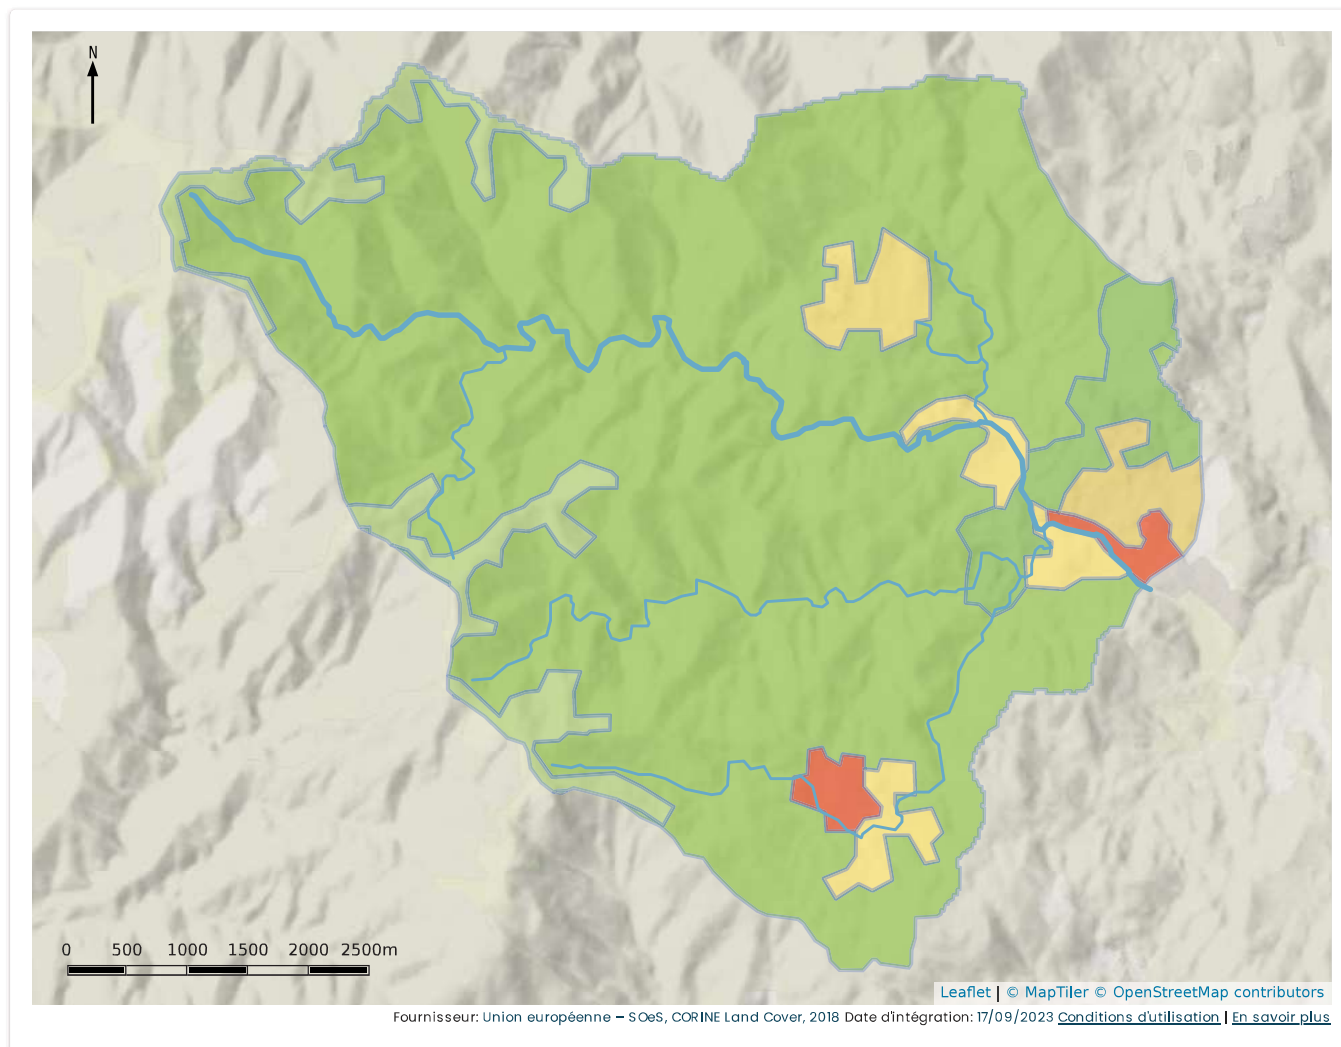 N
0 500 1000 1500 2000 2500m
Leaflet | © MapTiler © OpenStreetMap contributors
Fournisseur: Union européenne – SOeS, CORINE Land Cover, 2018 Date d'intégration: 17/09/2023 Conditions d'utilisation | En savoir plus